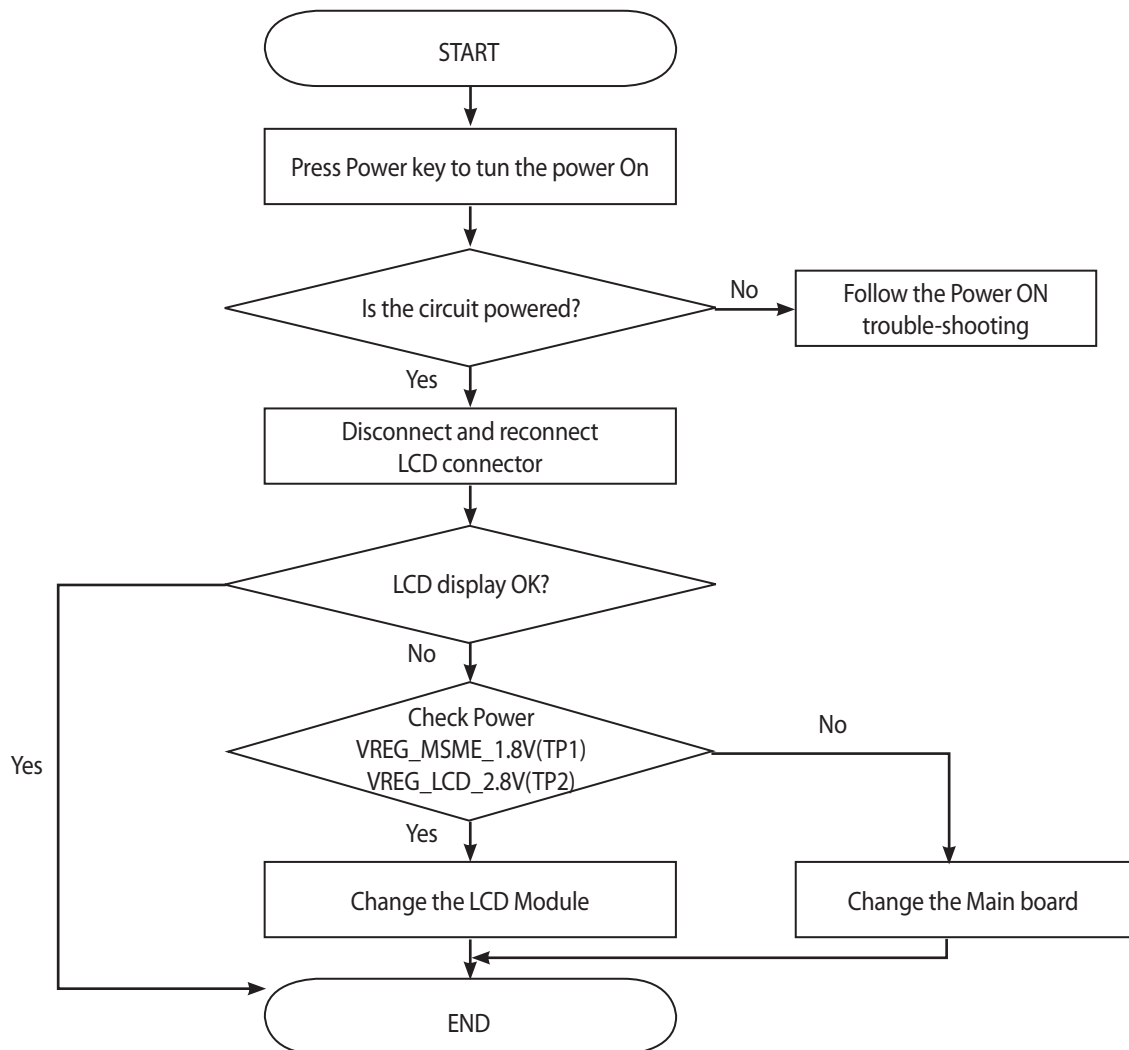 START
Press Power key to tun the power On
Is the circuit powered?
No
Follow the Power ON
trouble-shooting
Yes
Disconnect and reconnect
LCD connector
LCD display OK?
No
Check Power
VREG_MSME_1.8V(TP1)
VREG_LCD_2.8V(TP2)
No
Yes
Yes
Change the LCD Module
Change the Main board
END